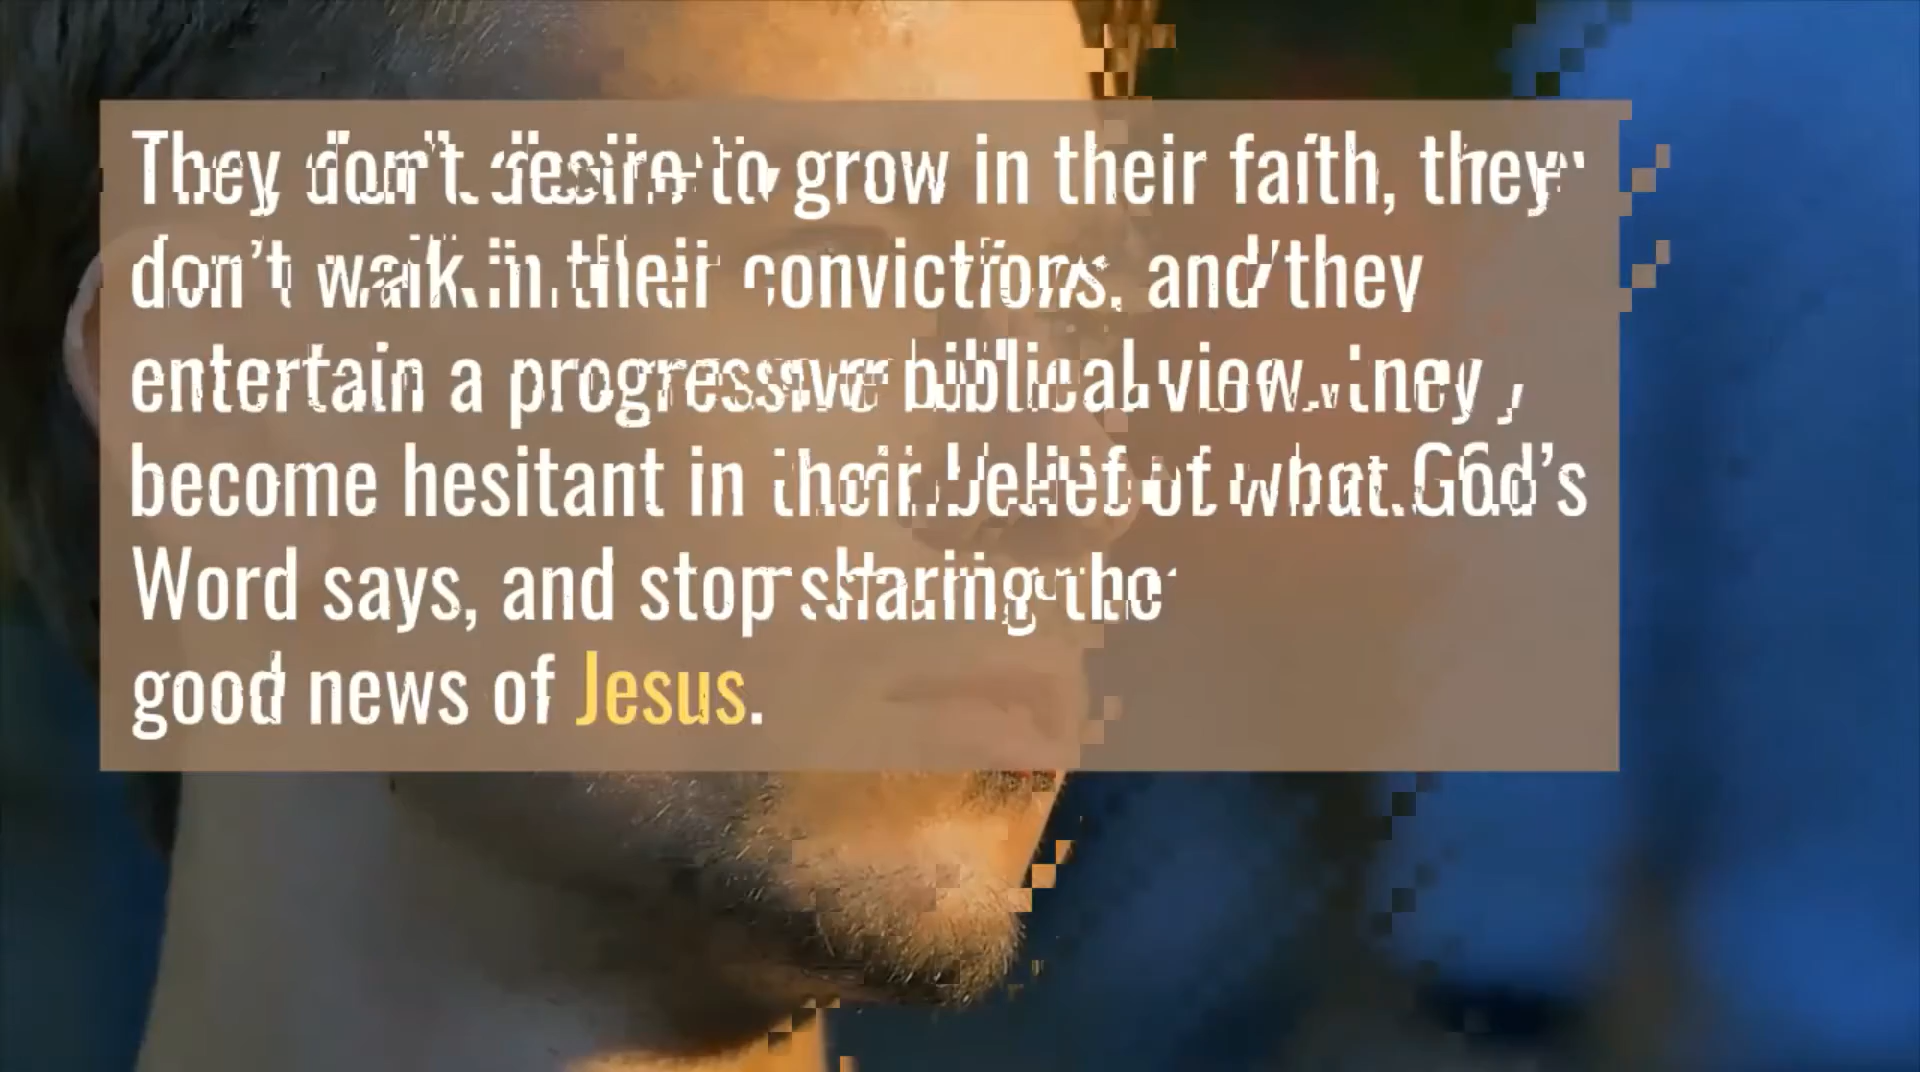 They don't desire to grow in their faith, they
don't walk in their convictions, and they
entertain a progressive biblical view. they
become hesitant in their belief of what God's
Word says, and stop sharing the
good news of Jesus.